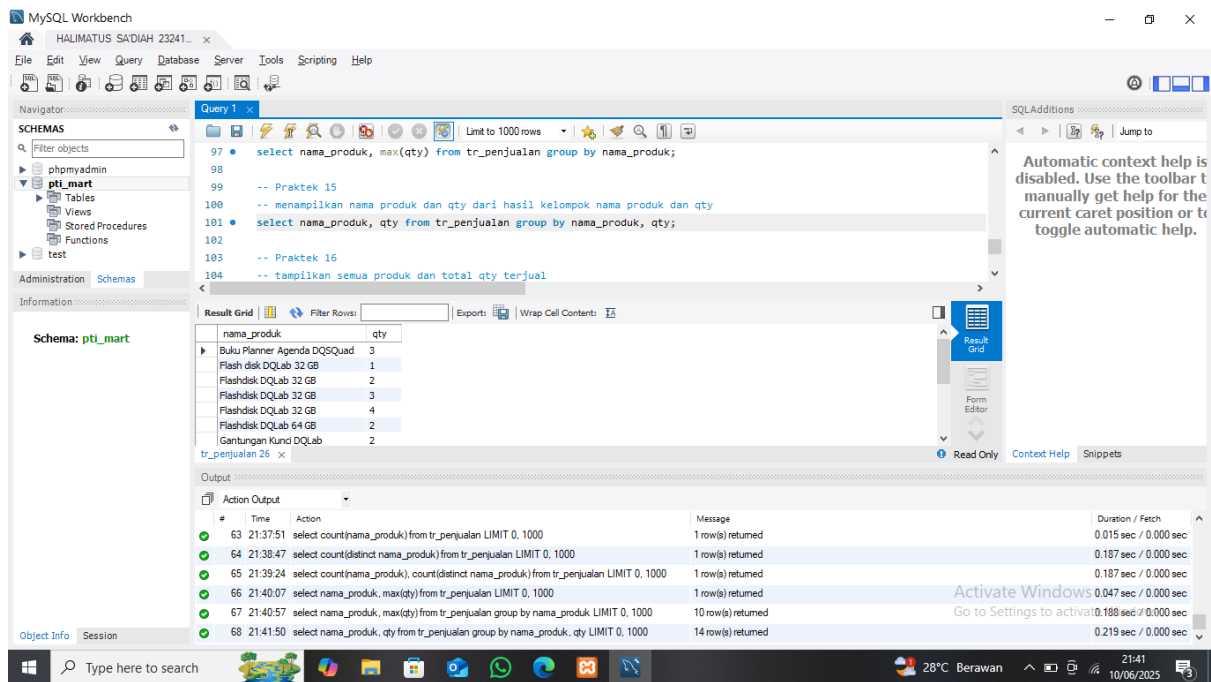 MySQL Workbench
HALIMATUS SA'DIAH 23241...
File Edit View Query Database Server Tools Scripting Help
Navigator
SCHEMAS
Filter objects
phpmyadmin
pti_mart
Tables
Views
Stored Procedures
Functions
test
Administration Schemas
Information
Schema: pti_mart
Object Info Session
Query 1
Limit to 1000 rows
97 select nama_produk, max(qty) from tr_penjualan group by nama_produk;
98
99 -- Praktek 15
100 -- menampilkan nama produk dan qty dari hasil kelompok nama produk dan qty
101 select nama_produk, qty from tr_penjualan group by nama_produk, qty;
102
103 -- Praktek 16
104 -- tampilkan semua produk dan total qty terjual
Result Grid Filter Rows: Export: Wrap Cell Content:
nama_produk qty
Buku Planner Agenda DQSQuad 3
Flash disk DQLab 32 GB 1
Flashdisk DQLab 32 GB 2
Flashdisk DQLab 32 GB 3
Flashdisk DQLab 32 GB 4
Flashdisk DQLab 64 GB 2
Gantungan Kunci DQLab 2
Result
Grid
Form
Editor
tr_penjualan 26
Read Only
SQLAdditions
Jump to
Automatic context help is
disabled. Use the toolbar t
manually get help for the
current caret position or to
toggle automatic help.
Context Help Snippets
Output
Action Output
# Time Action Message Duration / Fetch
63 21:37:51 select count(nama_produk) from tr_penjualan LIMIT 0, 1000 1 row(s) returned 0.015 sec / 0.000 sec
64 21:38:47 select count(distinct nama_produk) from tr_penjualan LIMIT 0, 1000 1 row(s) returned 0.187 sec / 0.000 sec
65 21:39:24 select count(nama_produk), count(distinct nama_produk) from tr_penjualan LIMIT 0, 1000 1 row(s) returned 0.187 sec / 0.000 sec
66 21:40:07 select nama_produk, max(qty) from tr_penjualan LIMIT 0, 1000 1 row(s) returned 0.047 sec / 0.000 sec
67 21:40:57 select nama_produk, max(qty) from tr_penjualan group by nama_produk LIMIT 0, 1000 10 row(s) returned 0.188 sec / 0.000 sec
68 21:41:50 select nama_produk, qty from tr_penjualan group by nama_produk, qty LIMIT 0, 1000 14 row(s) returned 0.219 sec / 0.000 sec
Activate Windows
Go to Settings to activate
Type here to search
28°C Berawan
21:41
10/06/2025
3